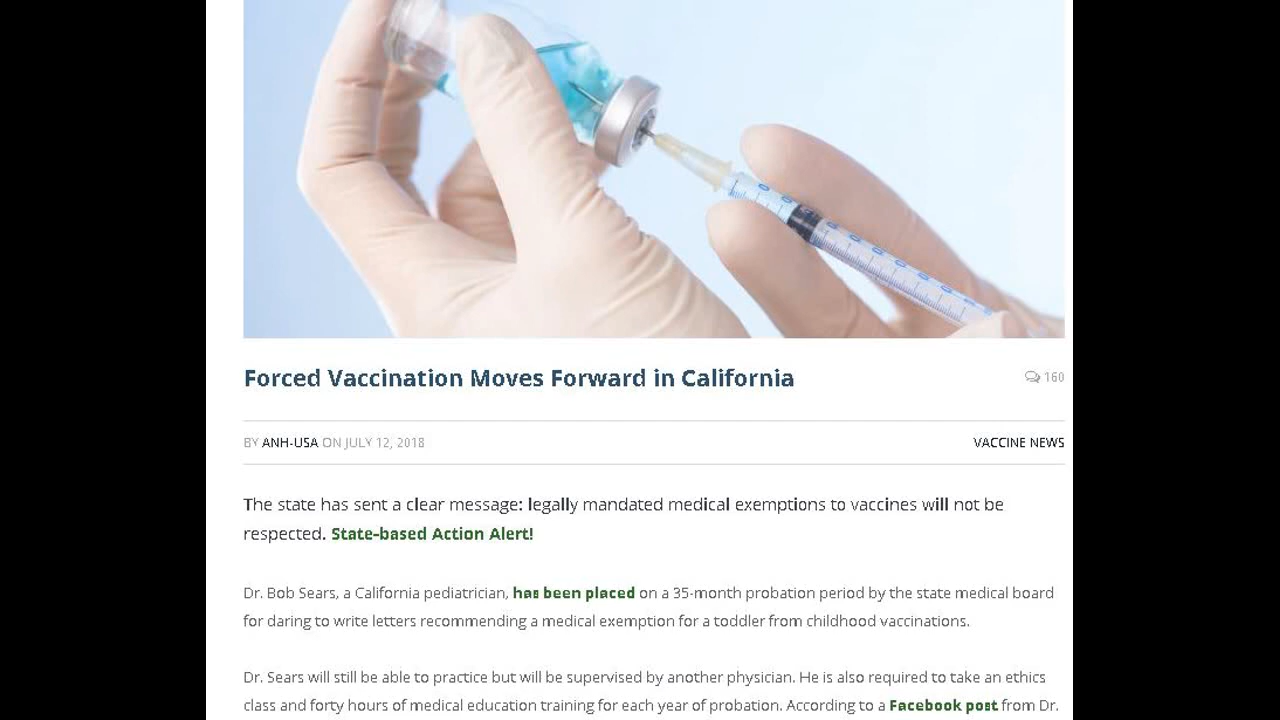 Forced Vaccination Moves Forward in California
160
BY ANH-USA ON JULY 12, 2018
VACCINE NEWS
The state has sent a clear message: legally mandated medical exemptions to vaccines will not be
respected. State-based Action Alert!
Dr. Bob Sears, a California pediatrician, has been placed on a 35-month probation period by the state medical board
for daring to write letters recommending a medical exemption for a toddler from childhood vaccinations.
Dr. Sears will still be able to practice but will be supervised by another physician. He is also required to take an ethics
class and forty hours of medical education training for each year of probation. According to a Facebook post from Dr.